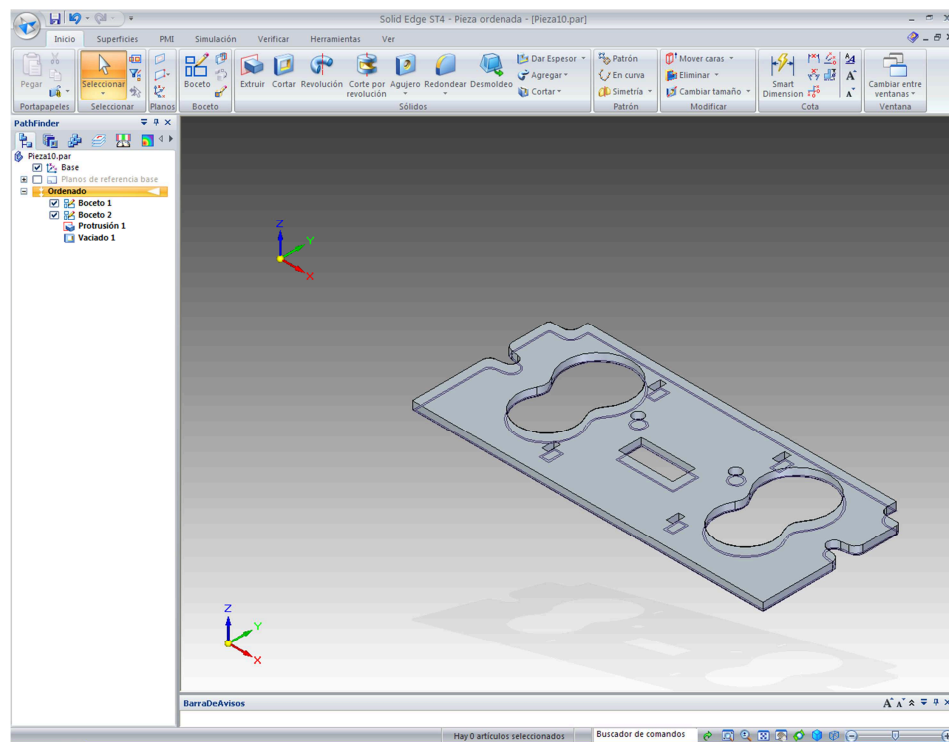 Solid Edge ST4 - Pieza ordenada - [Pieza10.par]
Inicio Superficies PMI Simulación Verificar Herramientas Ver
Pegar
Portapapeles
Seleccionar
Seleccionar
Planos
Boceto
Boceto
Extruir Cortar Revolución Corte por revolución Agujero Redondear Desmoldeo
Dar Espesor
Agregar
Cortar
Sólidos
Patrón
En curva
Simetría
Patrón
Mover caras
Eliminar
Cambiar tamaño
Modificar
Smart Dimension
Cota
Cambiar entre ventanas
Ventana
PathFinder
Pieza10.par
Base
Planos de referencia base
Ordenado
Boceto 1
Boceto 2
Protrusión 1
Vaciado 1
Z
Y
X
Z
Y
X
BarraDeAvisos
Hay 0 artículos seleccionados
Buscador de comandos